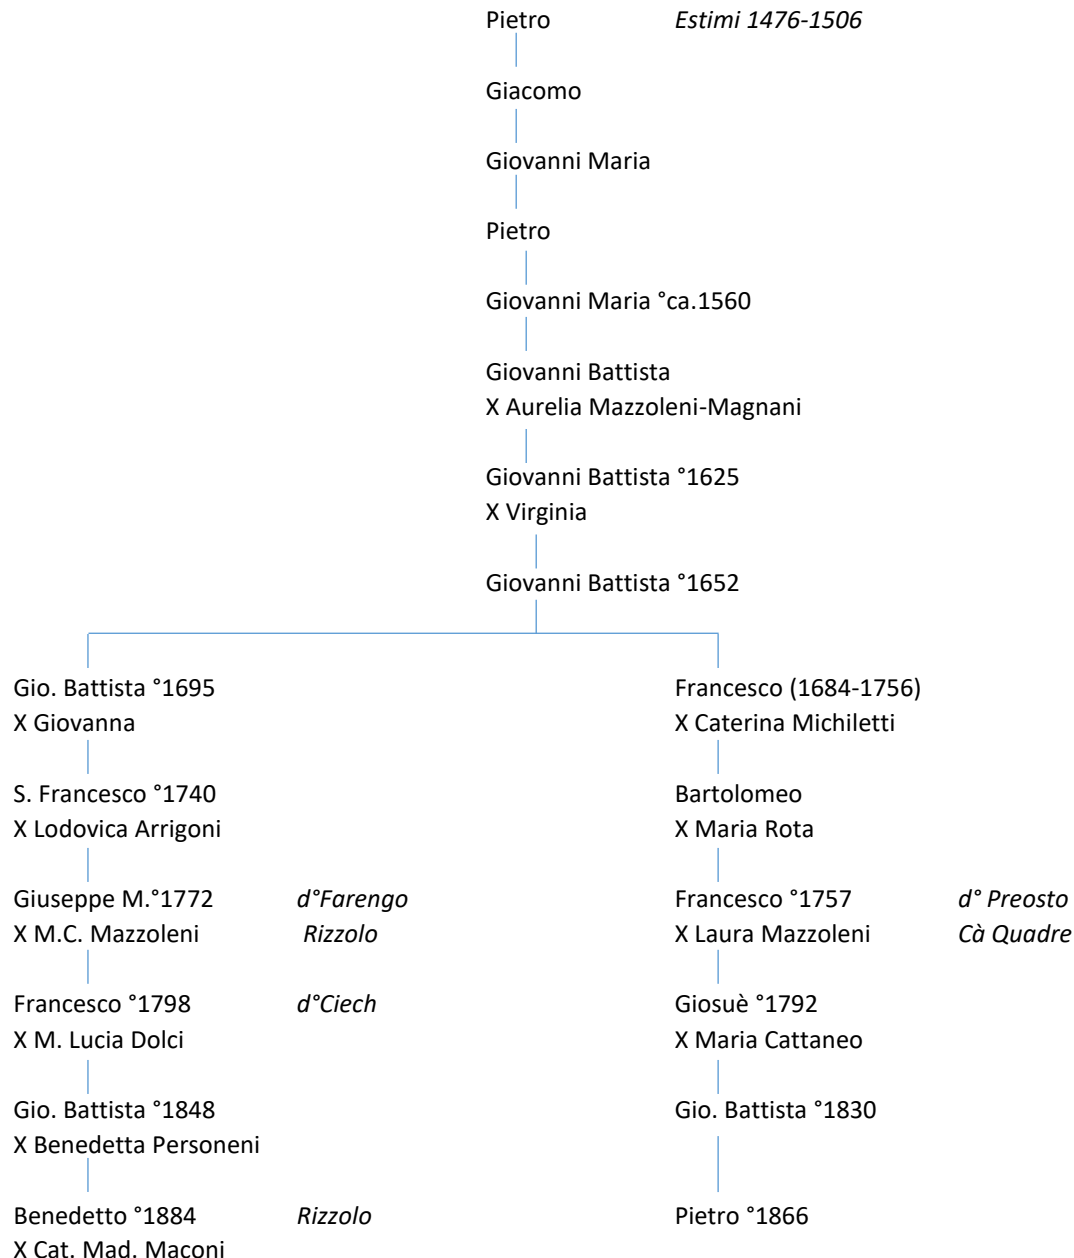 Pietro Estimi 1476-1506
Giacomo
Giovanni Maria
Pietro
Giovanni Maria °ca.1560
Giovanni Battista
X Aurelia Mazzoleni-Magnani
Giovanni Battista °1625
X Virginia
Giovanni Battista °1652
Gio. Battista °1695 Francesco (1684-1756)
X Giovanna X Caterina Michiletti
S. Francesco °1740 Bartolomeo
X Lodovica Arrigoni X Maria Rota
Giuseppe M.°1772 d°Farengo Francesco °1757 d° Preosto
X M.C. Mazzoleni Rizzolo X Laura Mazzoleni Cà Quadre
Francesco °1798 d°Ciech Giosuè °1792
X M. Lucia Dolci X Maria Cattaneo
Gio. Battista °1848 Gio. Battista °1830
X Benedetta Personeni
Benedetto °1884 Rizzolo Pietro °1866
X Cat. Mad. Maconi